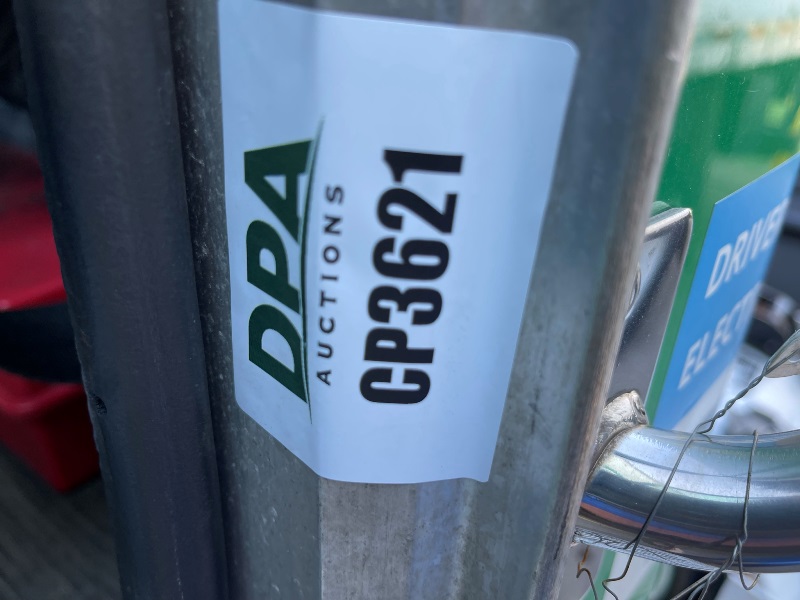 DPA
AUCTIONS
CP3621
DRIVE
ELECT